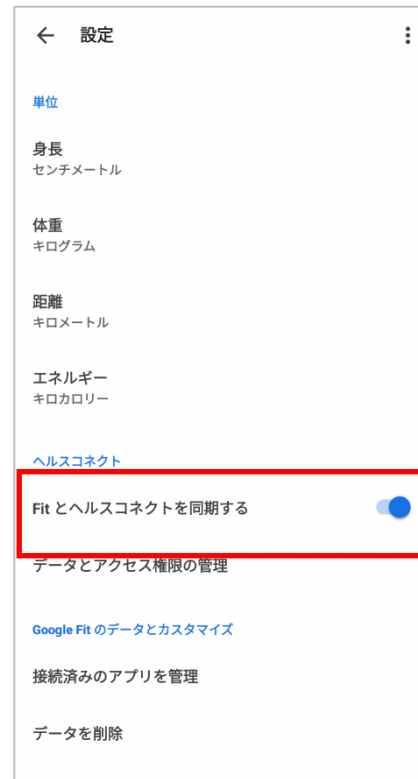 設定
単位
身長
センチメートル
体重
キログラム
距離
キロメートル
エネルギー
キロカロリー
ヘルスコネクト
Fit とヘルスコネクトを同期する
データとアクセス権限の管理
Google Fit のデータとカスタマイズ
接続済みのアプリを管理
データを削除